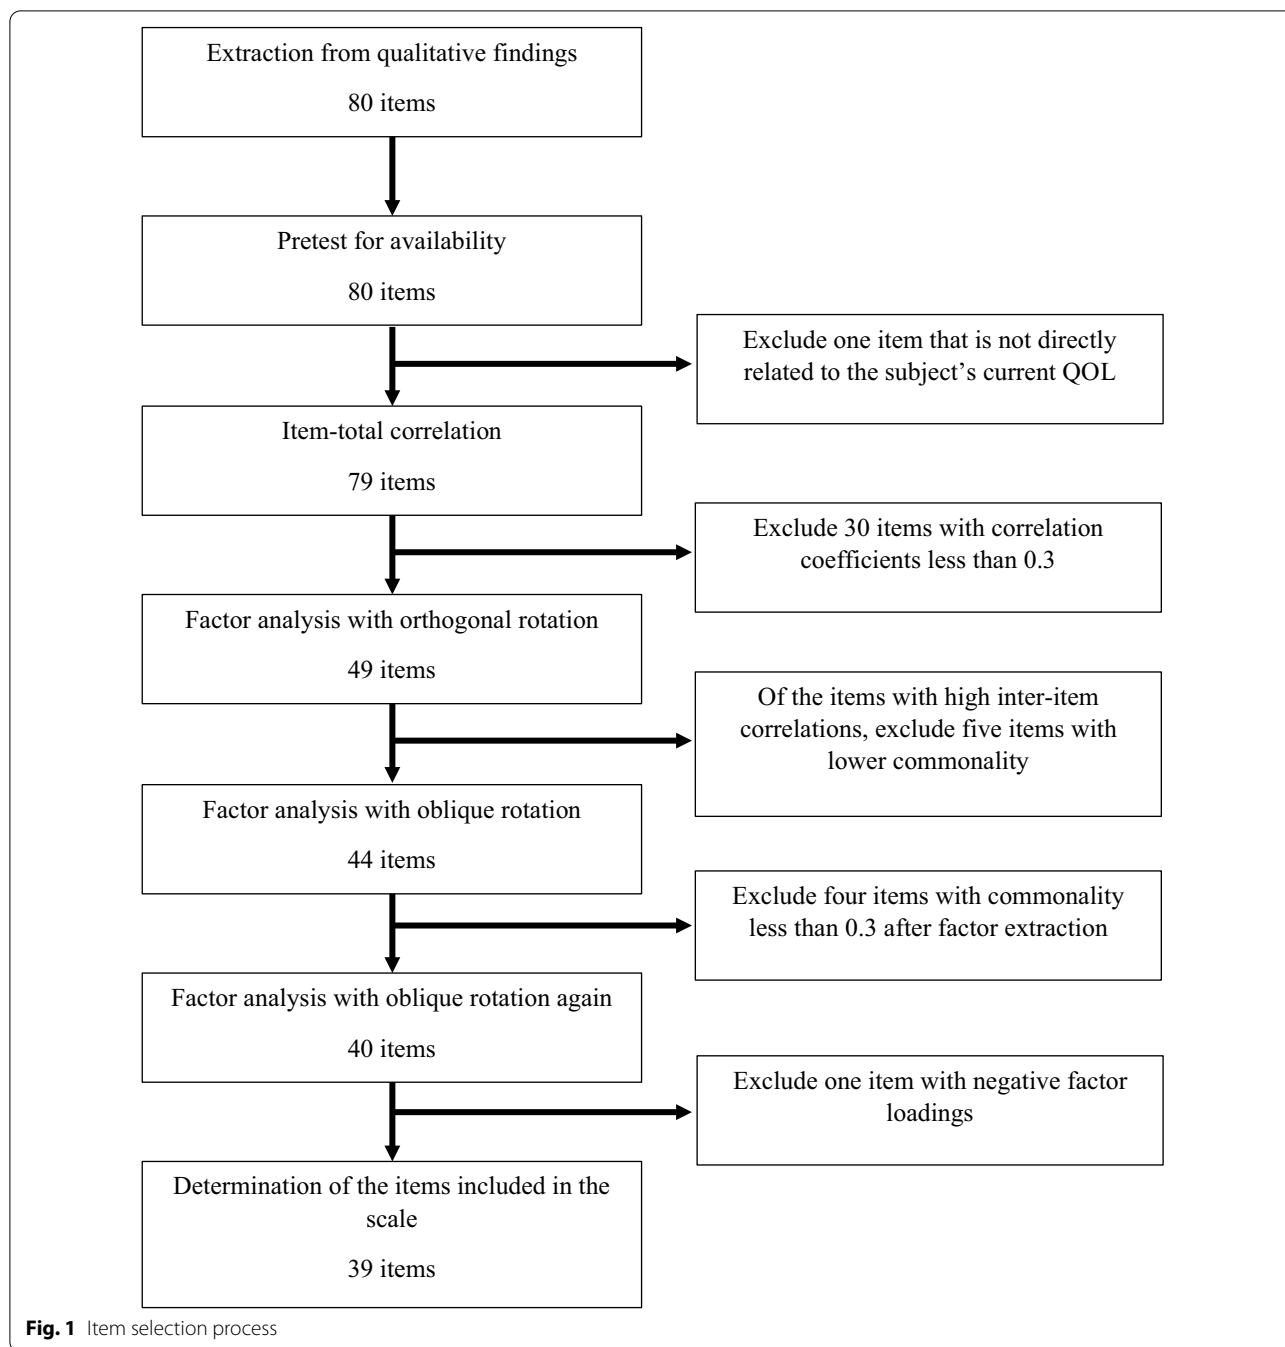 Extraction from qualitative findings
80 items
Pretest for availability
80 items
Exclude one item that is not directly
related to the subject's current QOL
Item-total correlation
79 items
Exclude 30 items with correlation
coefficients less than 0.3
Factor analysis with orthogonal rotation
49 items
Of the items with high inter-item
correlations, exclude five items with
lower commonality
Factor analysis with oblique rotation
44 items
Exclude four items with commonality
less than 0.3 after factor extraction
Factor analysis with oblique rotation again
40 items
Exclude one item with negative factor
loadings
Determination of the items included in the
scale
39 items
Fig. 1 Item selection process